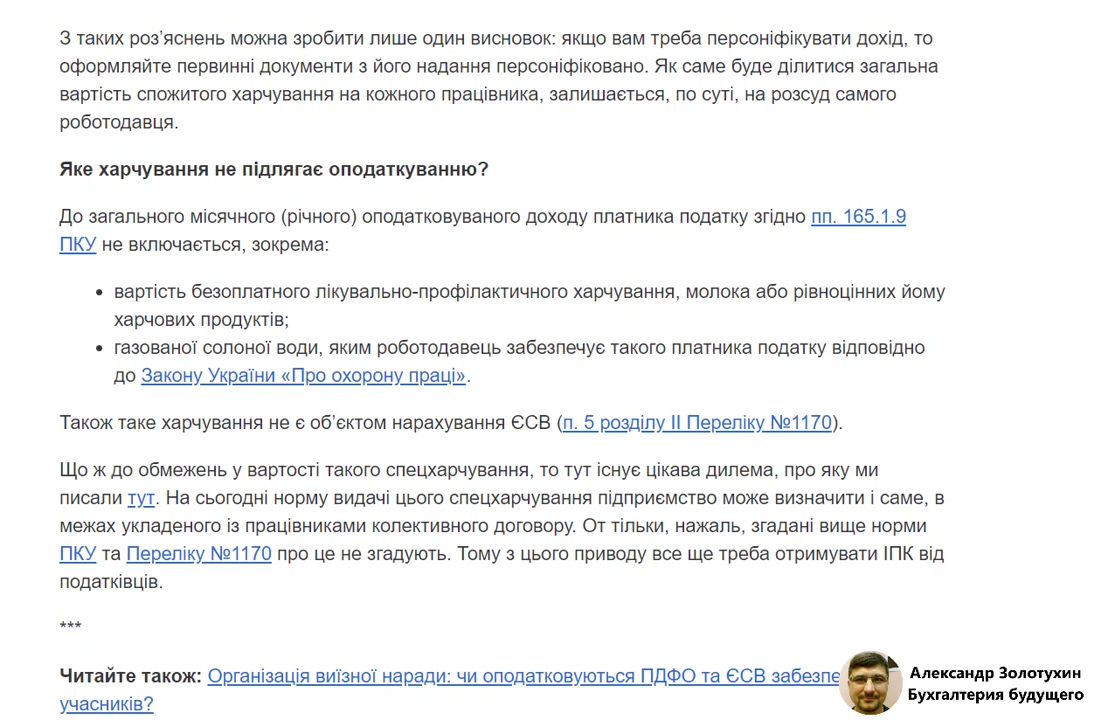 З таких роз’яснень можна зробити лише один висновок: якщо вам треба персоніфікувати дохід, то
оформляйте первинні документи з його надання персоніфіковано. Як саме буде ділитися загальна
вартість спожитого харчування на кожного працівника, залишається, по суті, на розсуд самого
роботодавця.
Яке харчування не підлягає оподаткуванню?
До загального місячного (річного) оподатковуваного доходу платника податку згідно пп. 165.1.9
ПКУ не включається, зокрема:
• вартість безоплатного лікувально-профілактичного харчування, молока або рівноцінних йому
харчових продуктів;
• газованої солоної води, яким роботодавець забезпечує такого платника податку відповідно
до Закону України «Про охорону праці».
Також таке харчування не є об’єктом нарахування ЄСВ (п. 5 розділу ІІ Переліку №1170).
Що ж до обмежень у вартості такого спецхарчування, то тут існує цікава дилема, про яку ми
писали тут. На сьогодні норму видачі цього спецхарчування підприємство може визначити і саме, в
межах укладеного із працівниками колективного договору. От тільки, нажаль, згадані вище норми
ПКУ та Переліку №1170 про це не згадують. Тому з цього приводу все ще треба отримувати ІПК від
податківців.
***
Читайте також: Організація виїзної наради: чи оподатковуються ПДФО та ЄСВ забезпе
учасників?
Александр Золотухин
Бухгалтерия будущего